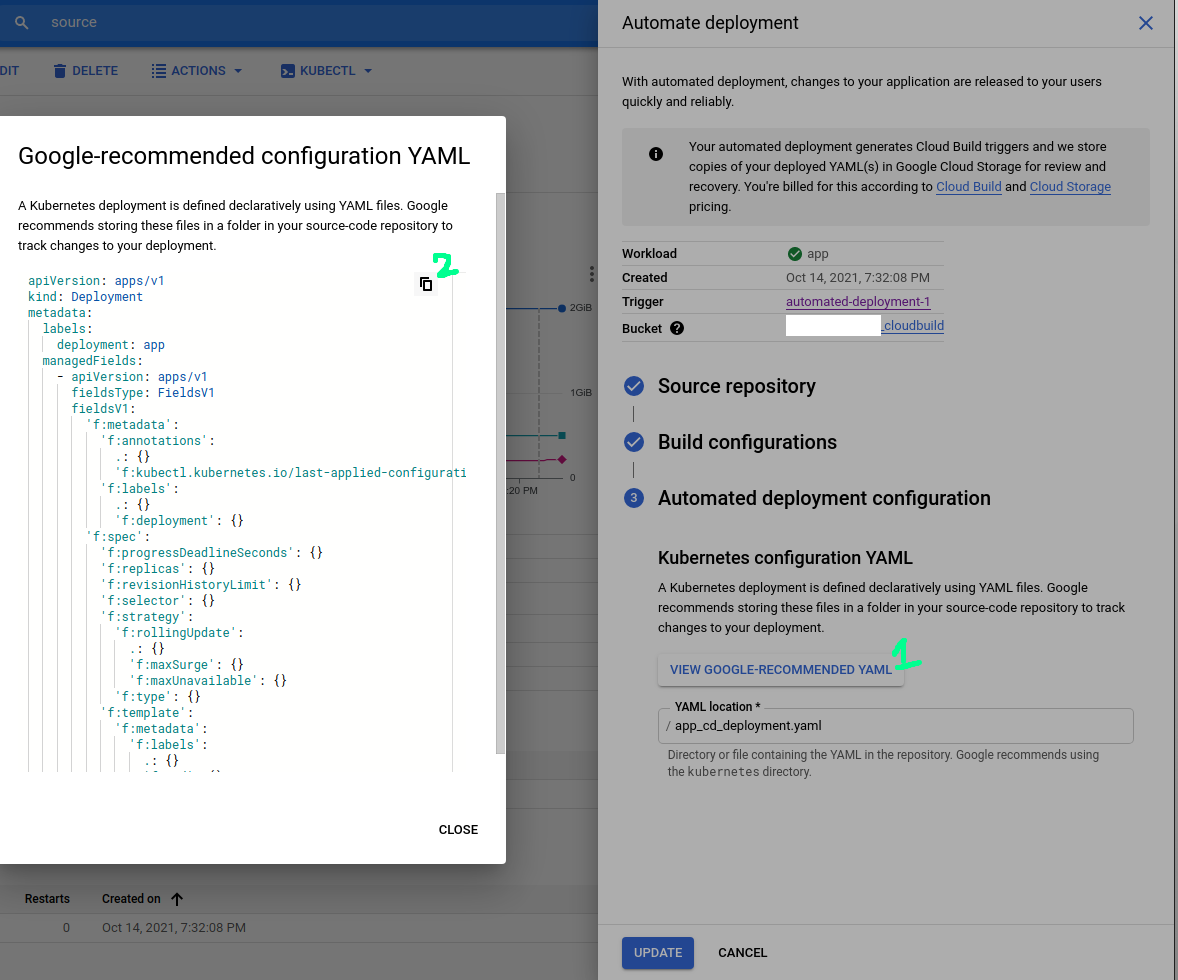 source
DIT
DELETE
ACTIONS
KUBECTL
Google-recommended configuration YAML
A Kubernetes deployment is defined declaratively using YAML files. Google
recommends storing these files in a folder in your source-code repository to
track changes to your deployment.
2
apiVersion: apps/v1
kind: Deployment
metadata:
  labels:
    deployment: app
  managedFields:
    - apiVersion: apps/v1
      fieldsType: FieldsV1
      fieldsV1:
        'f:metadata':
          'f:annotations':
            .: {}
            'f:kubectl.kubernetes.io/last-applied-configurati
          'f:labels':
            .: {}
            'f:deployment': {}
        'f:spec':
          'f:progressDeadlineSeconds': {}
          'f:replicas': {}
          'f:revisionHistoryLimit': {}
          'f:selector': {}
          'f:strategy':
            'f:rollingUpdate':
              .: {}
              'f:maxSurge': {}
              'f:maxUnavailable': {}
            'f:type': {}
          'f:template':
            'f:metadata':
              'f:labels':
                .: {}
CLOSE
2GiB
1GiB
0
:20 PM
Restarts
Created on
0
Oct 14, 2021, 7:32:08 PM
Automate deployment
With automated deployment, changes to your application are released to your users
quickly and reliably.
Your automated deployment generates Cloud Build triggers and we store
copies of your deployed YAML(s) in Google Cloud Storage for review and
recovery. You're billed for this according to Cloud Build and Cloud Storage
pricing.
Workload app
Created Oct 14, 2021, 7:32:08 PM
Trigger automated-deployment-1
Bucket _cloudbuild
Source repository
Build configurations
3 Automated deployment configuration
Kubernetes configuration YAML
A Kubernetes deployment is defined declaratively using YAML files. Google
recommends storing these files in a folder in your source-code repository to track
changes to your deployment.
1
VIEW GOOGLE-RECOMMENDED YAML
YAML location *
/ app_cd_deployment.yaml
Directory or file containing the YAML in the repository. Google recommends using
the kubernetes directory.
UPDATE
CANCEL